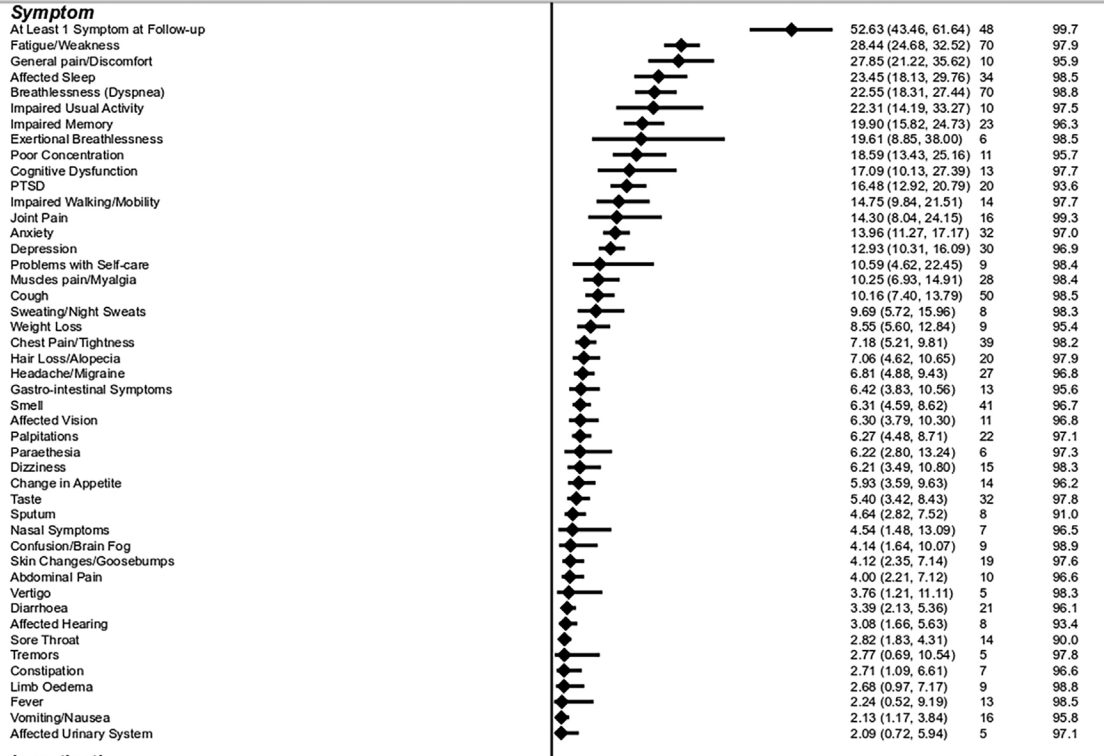 Symptom
At Least 1 Symptom at Follow-up 52.63 (43.46, 61.64) 48 99.7
Fatigue/Weakness 28.44 (24.68, 32.52) 70 97.9
General pain/Discomfort 27.85 (21.22, 35.62) 10 95.9
Affected Sleep 23.45 (18.13, 29.76) 34 98.5
Breathlessness (Dyspnea) 22.55 (18.31, 27.44) 70 98.8
Impaired Usual Activity 22.31 (14.19, 33.27) 10 97.5
Impaired Memory 19.90 (15.82, 24.73) 23 96.3
Exertional Breathlessness 19.61 (8.85, 38.00) 6 98.5
Poor Concentration 18.59 (13.43, 25.16) 11 95.7
Cognitive Dysfunction 17.09 (10.13, 27.39) 13 97.7
PTSD 16.48 (12.92, 20.79) 20 93.6
Impaired Walking/Mobility 14.75 (9.84, 21.51) 14 97.7
Joint Pain 14.30 (8.04, 24.15) 16 99.3
Anxiety 13.96 (11.27, 17.17) 32 97.0
Depression 12.93 (10.31, 16.09) 30 96.9
Problems with Self-care 10.59 (4.62, 22.45) 9 98.4
Muscles pain/Myalgia 10.25 (6.93, 14.91) 28 98.4
Cough 10.16 (7.40, 13.79) 50 98.5
Sweating/Night Sweats 9.69 (5.72, 15.96) 8 98.3
Weight Loss 8.55 (5.60, 12.84) 9 95.4
Chest Pain/Tightness 7.18 (5.21, 9.81) 39 98.2
Hair Loss/Alopecia 7.06 (4.62, 10.65) 20 97.9
Headache/Migraine 6.81 (4.88, 9.43) 27 96.8
Gastro-intestinal Symptoms 6.42 (3.83, 10.56) 13 95.6
Smell 6.31 (4.59, 8.62) 41 96.7
Affected Vision 6.30 (3.79, 10.30) 11 96.8
Palpitations 6.27 (4.48, 8.71) 22 97.1
Paraethesia 6.22 (2.80, 13.24) 6 97.3
Dizziness 6.21 (3.49, 10.80) 15 98.3
Change in Appetite 5.93 (3.59, 9.63) 14 96.2
Taste 5.40 (3.42, 8.43) 32 97.8
Sputum 4.64 (2.82, 7.52) 8 91.0
Nasal Symptoms 4.54 (1.48, 13.09) 7 96.5
Confusion/Brain Fog 4.14 (1.64, 10.07) 9 98.9
Skin Changes/Goosebumps 4.12 (2.35, 7.14) 19 97.6
Abdominal Pain 4.00 (2.21, 7.12) 10 96.6
Vertigo 3.76 (1.21, 11.11) 5 98.3
Diarrhoea 3.39 (2.13, 5.36) 21 96.1
Affected Hearing 3.08 (1.66, 5.63) 8 93.4
Sore Throat 2.82 (1.83, 4.31) 14 90.0
Tremors 2.77 (0.69, 10.54) 5 97.8
Constipation 2.71 (1.09, 6.61) 7 96.6
Limb Oedema 2.68 (0.97, 7.17) 9 98.8
Fever 2.24 (0.52, 9.19) 13 98.5
Vomiting/Nausea 2.13 (1.17, 3.84) 16 95.8
Affected Urinary System 2.09 (0.72, 5.94) 5 97.1